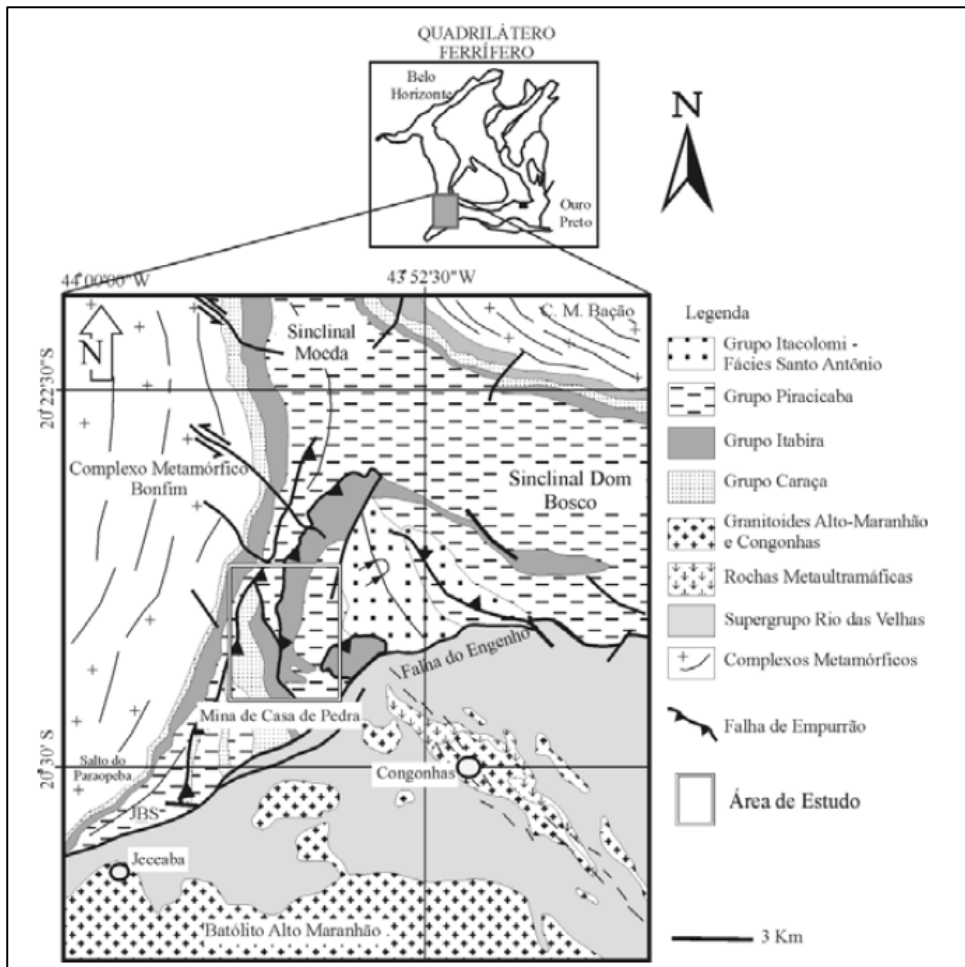 QUADRILÁTERO
FERRÍFERO
Belo
Horizonte
Ouro
Preto
N
44°00'00"W
43°52'30"W
N
20°22'30"S
20°30'S
Sinclinal
Moeda
C. M. Bação
Complexo Metamórfico
Bonfim
Sinclinal Dom
Bosco
Falha do Engenho
Mina de Casa de Pedra
Salto do
Paraopeba
JBS
Congonhas
Jeceaba
Batólito Alto Maranhão
Legenda
Grupo Itacolomi -
Fácies Santo Antônio
Grupo Piracicaba
Grupo Itabira
Grupo Caraça
Granitoides Alto-Maranhão
e Congonhas
Rochas Metaultramáficas
Supergrupo Rio das Velhas
Complexos Metamórficos
Falha de Empurrão
Área de Estudo
3 Km